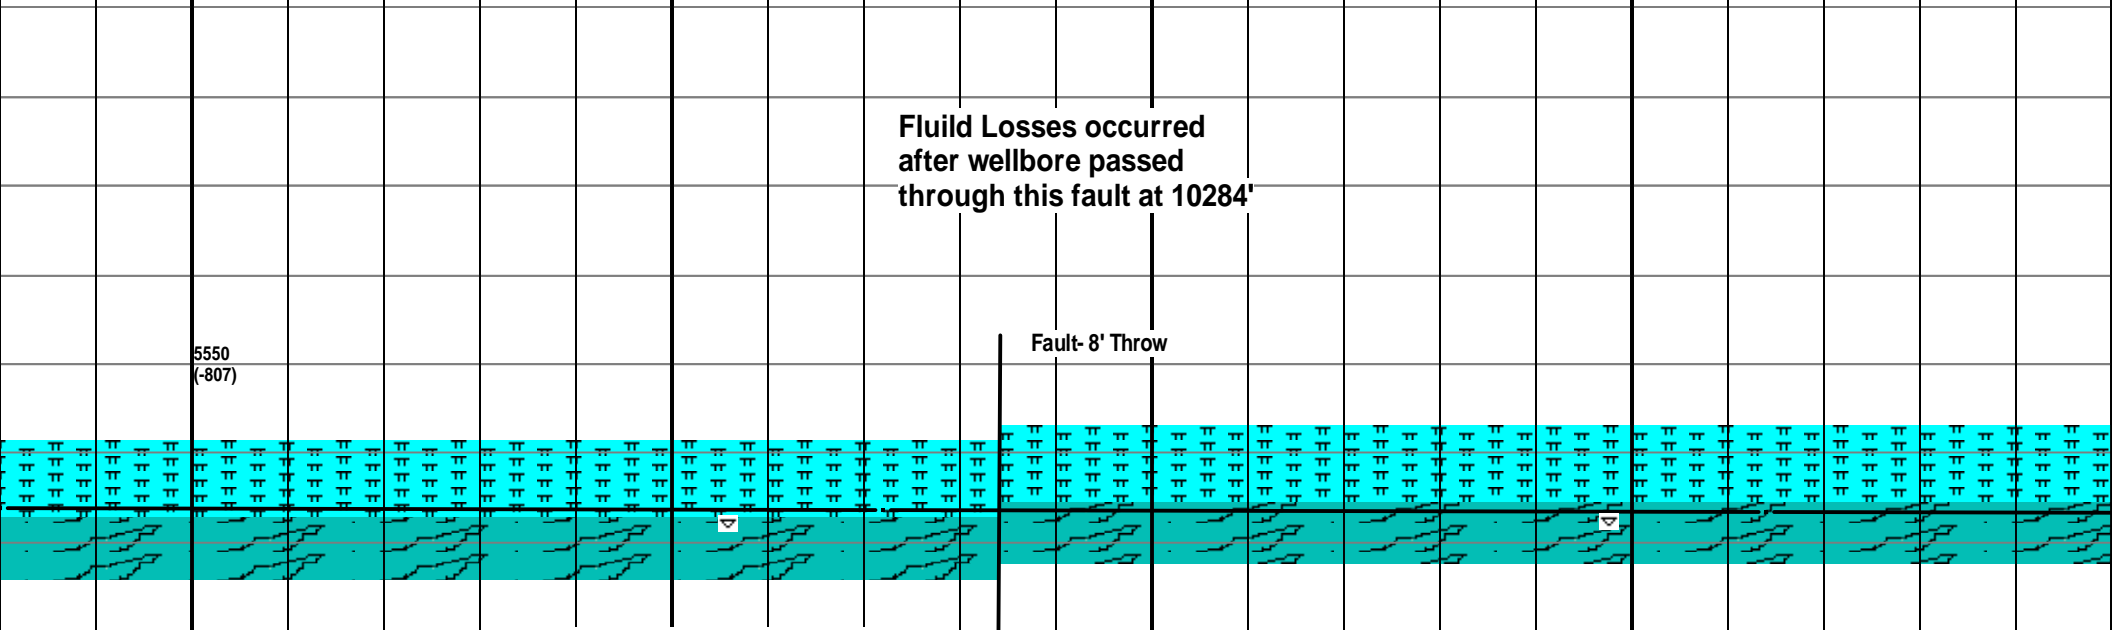 Fluild Losses occurred
after wellbore passed
through this fault at 10284'
Fault- 8' Throw
5550
(-807)